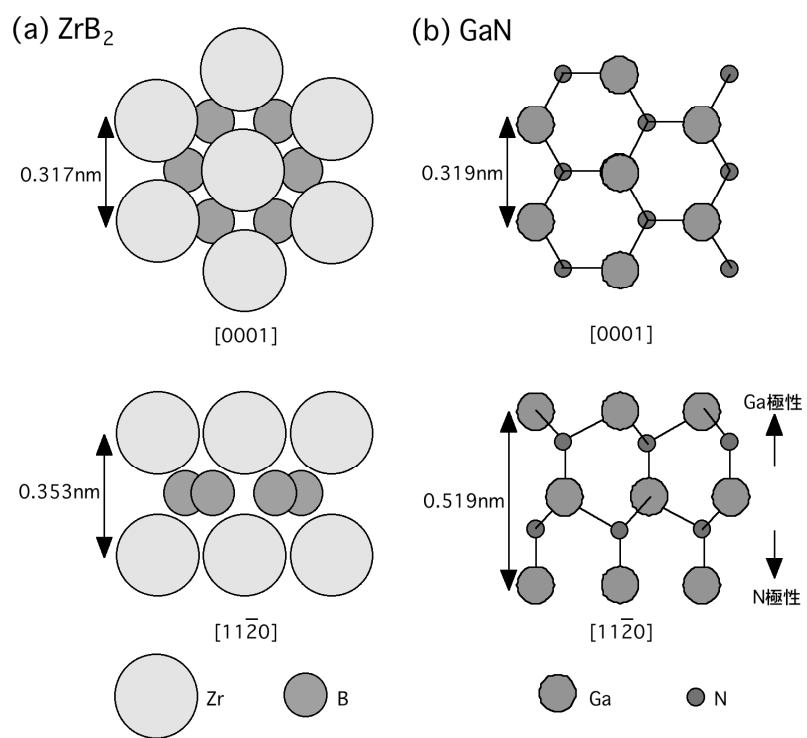 (a) ZrB2
(b) GaN
0.317nm
0.319nm
[0001]
[0001]
0.353nm
0.519nm
Ga極性
N極性
[112̅0]
[112̅0]
Zr
B
Ga
N